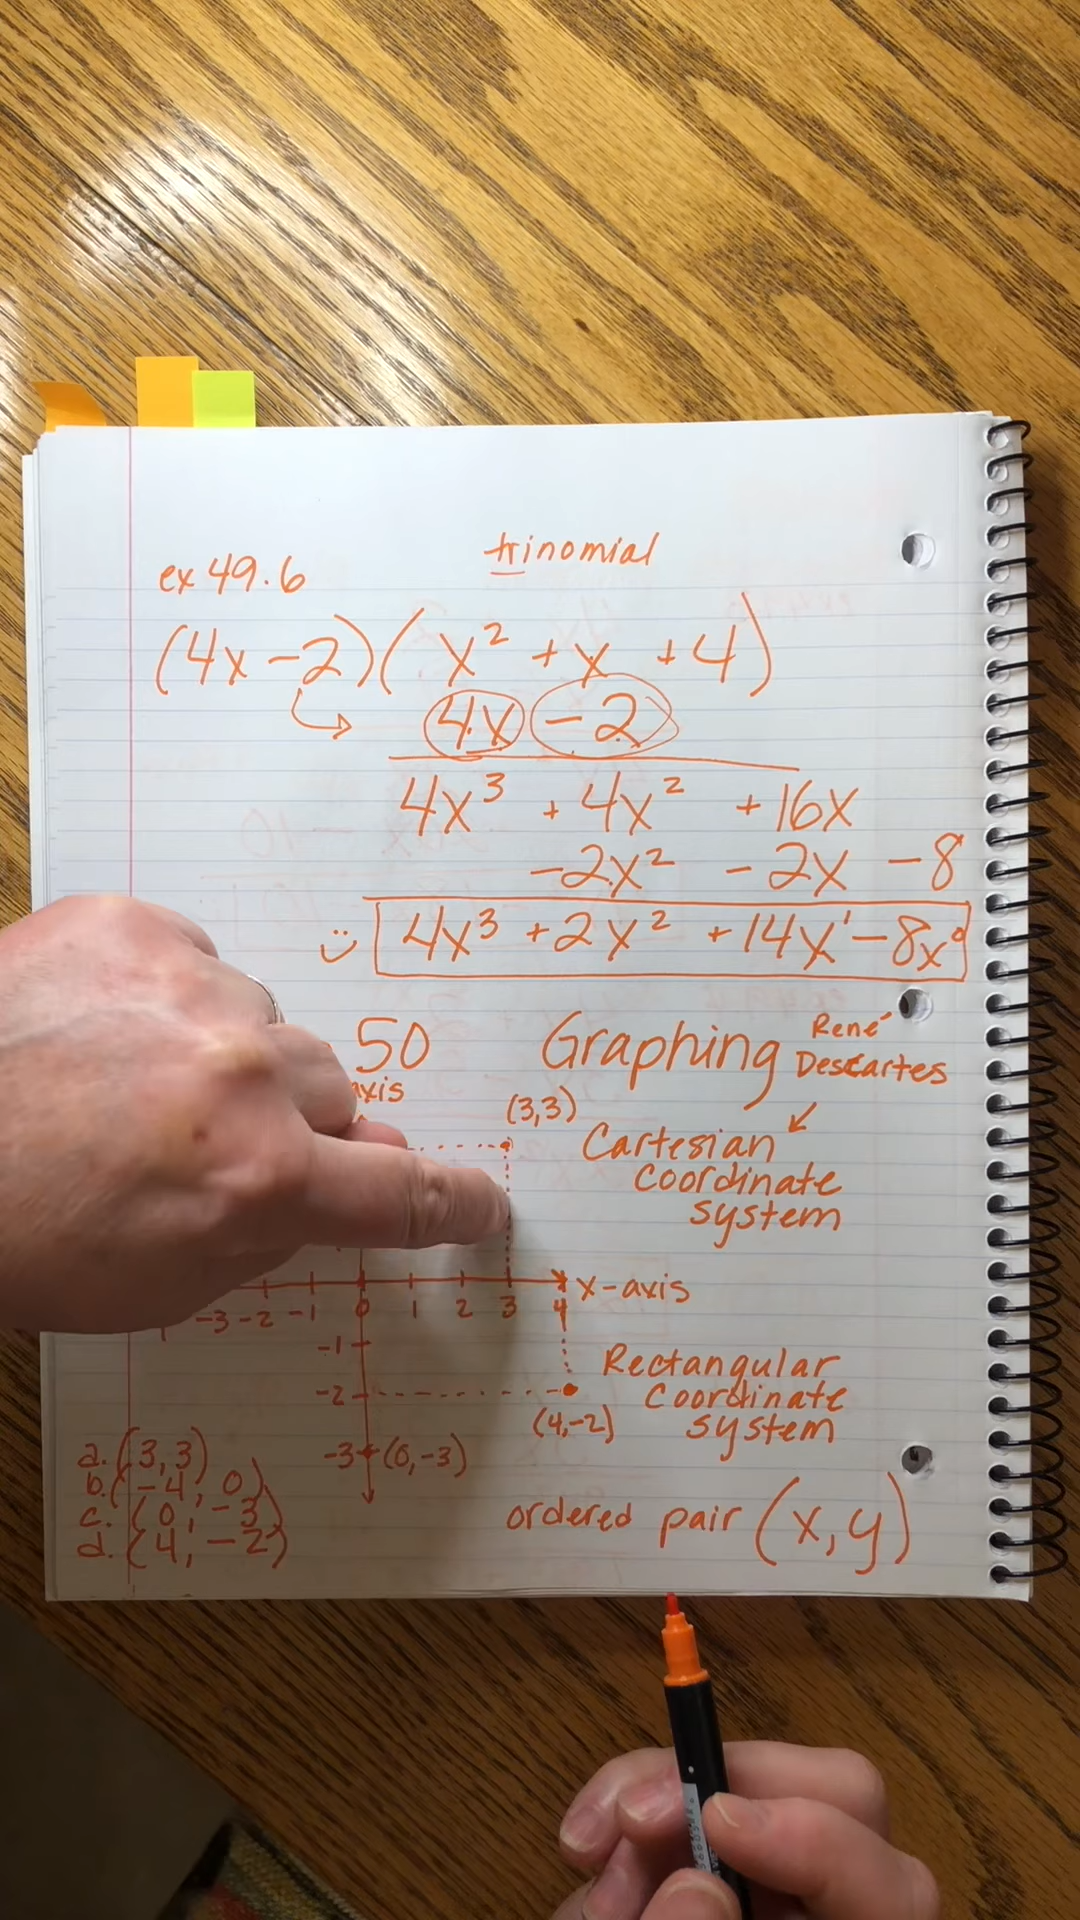 ex 49.6
trinomial
(4x - 2)(x² + x + 4)
4x - 2
4x³ + 4x² + 16x
-2x² - 2x - 8
4x³ + 2x² + 14x¹ - 8x⁰
50
Graphing
René
Descartes
axis
(3,3)
Cartesian
coordinate
system
x-axis
-3 -2 -1 0 1 2 3 4
-1
Rectangular
coordinate
system
-2
(4,-2)
-3 (0,-3)
a. (3, 3)
b. (-4, 0)
c. (0, -3)
d. (4, -2)
ordered pair (x, y)